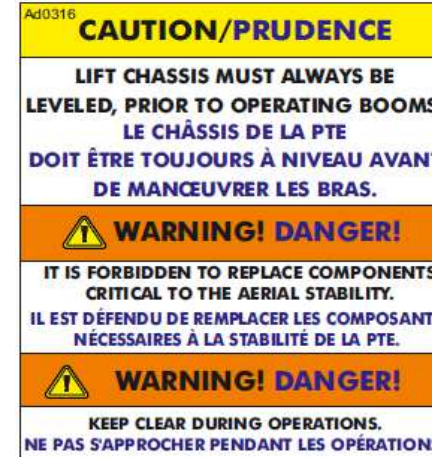 Ad0316
CAUTION/PRUDENCE
LIFT CHASSIS MUST ALWAYS BE
LEVELED, PRIOR TO OPERATING BOOMS
LE CHÂSSIS DE LA PTE
DOIT ÊTRE TOUJOURS À NIVEAU AVANT
DE MANŒUVRER LES BRAS.
WARNING! DANGER!
IT IS FORBIDDEN TO REPLACE COMPONENTS
CRITICAL TO THE AERIAL STABILITY.
IL EST DÉFENDU DE REMPLACER LES COMPOSANT
NÉCESSAIRES À LA STABILITÉ DE LA PTE.
WARNING! DANGER!
KEEP CLEAR DURING OPERATIONS.
NE PAS S'APPROCHER PENDANT LES OPÉRATIONS